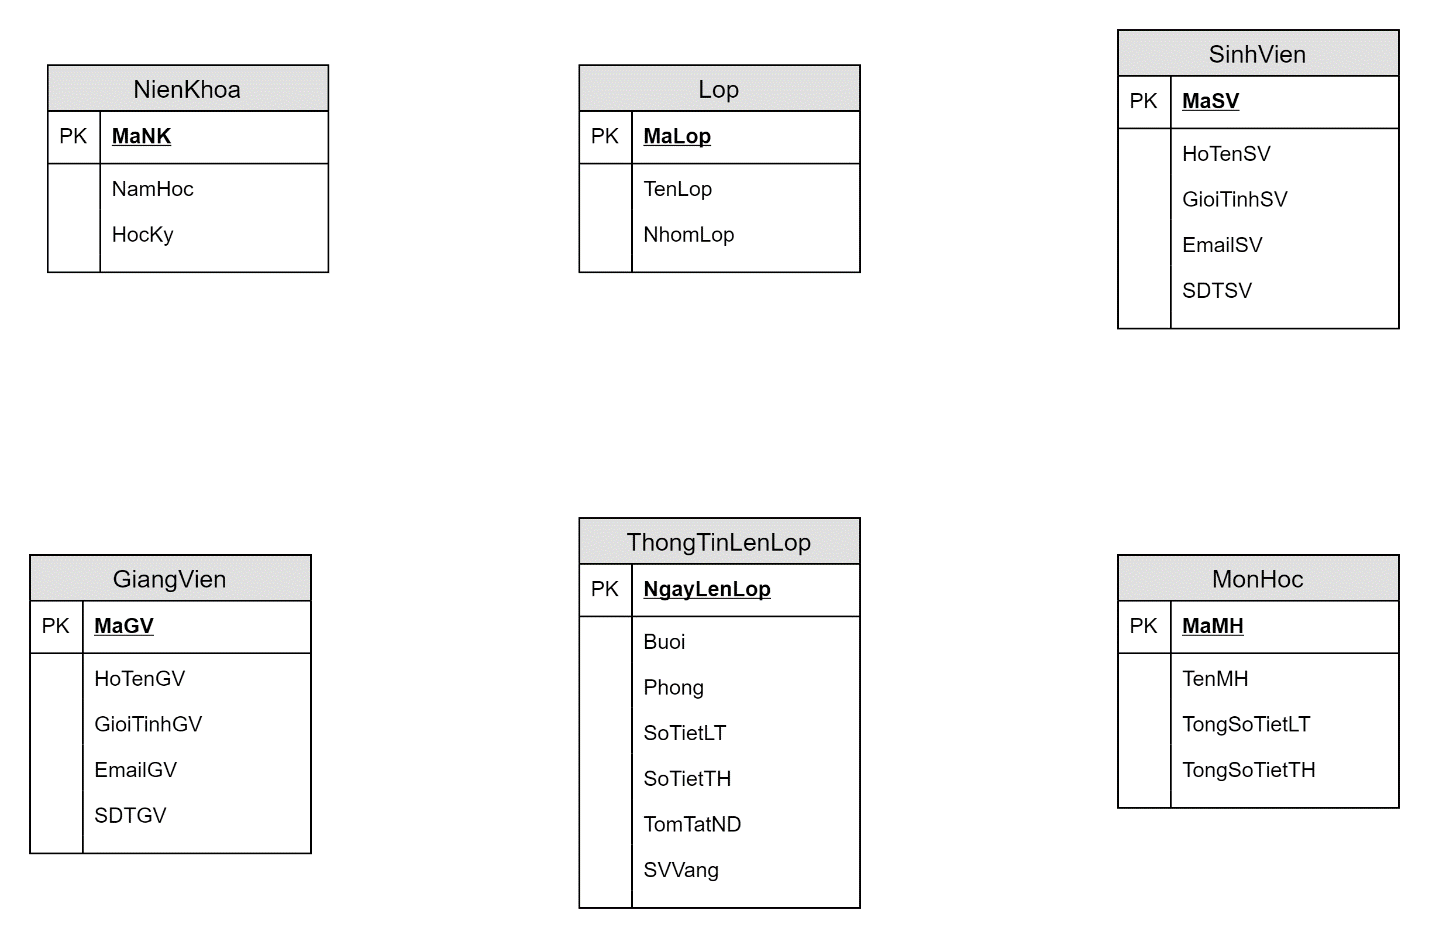 NienKhoa
PK MaNK
NamHoc
HocKy
Lop
PK MaLop
TenLop
NhomLop
SinhVien
PK MaSV
HoTenSV
GioiTinhSV
EmailSV
SDTSV
GiangVien
PK MaGV
HoTenGV
GioiTinhGV
EmailGV
SDTGV
ThongTinLenLop
PK NgayLenLop
Buoi
Phong
SoTietLT
SoTietTH
TomTatND
SVVang
MonHoc
PK MaMH
TenMH
TongSoTietLT
TongSoTietTH